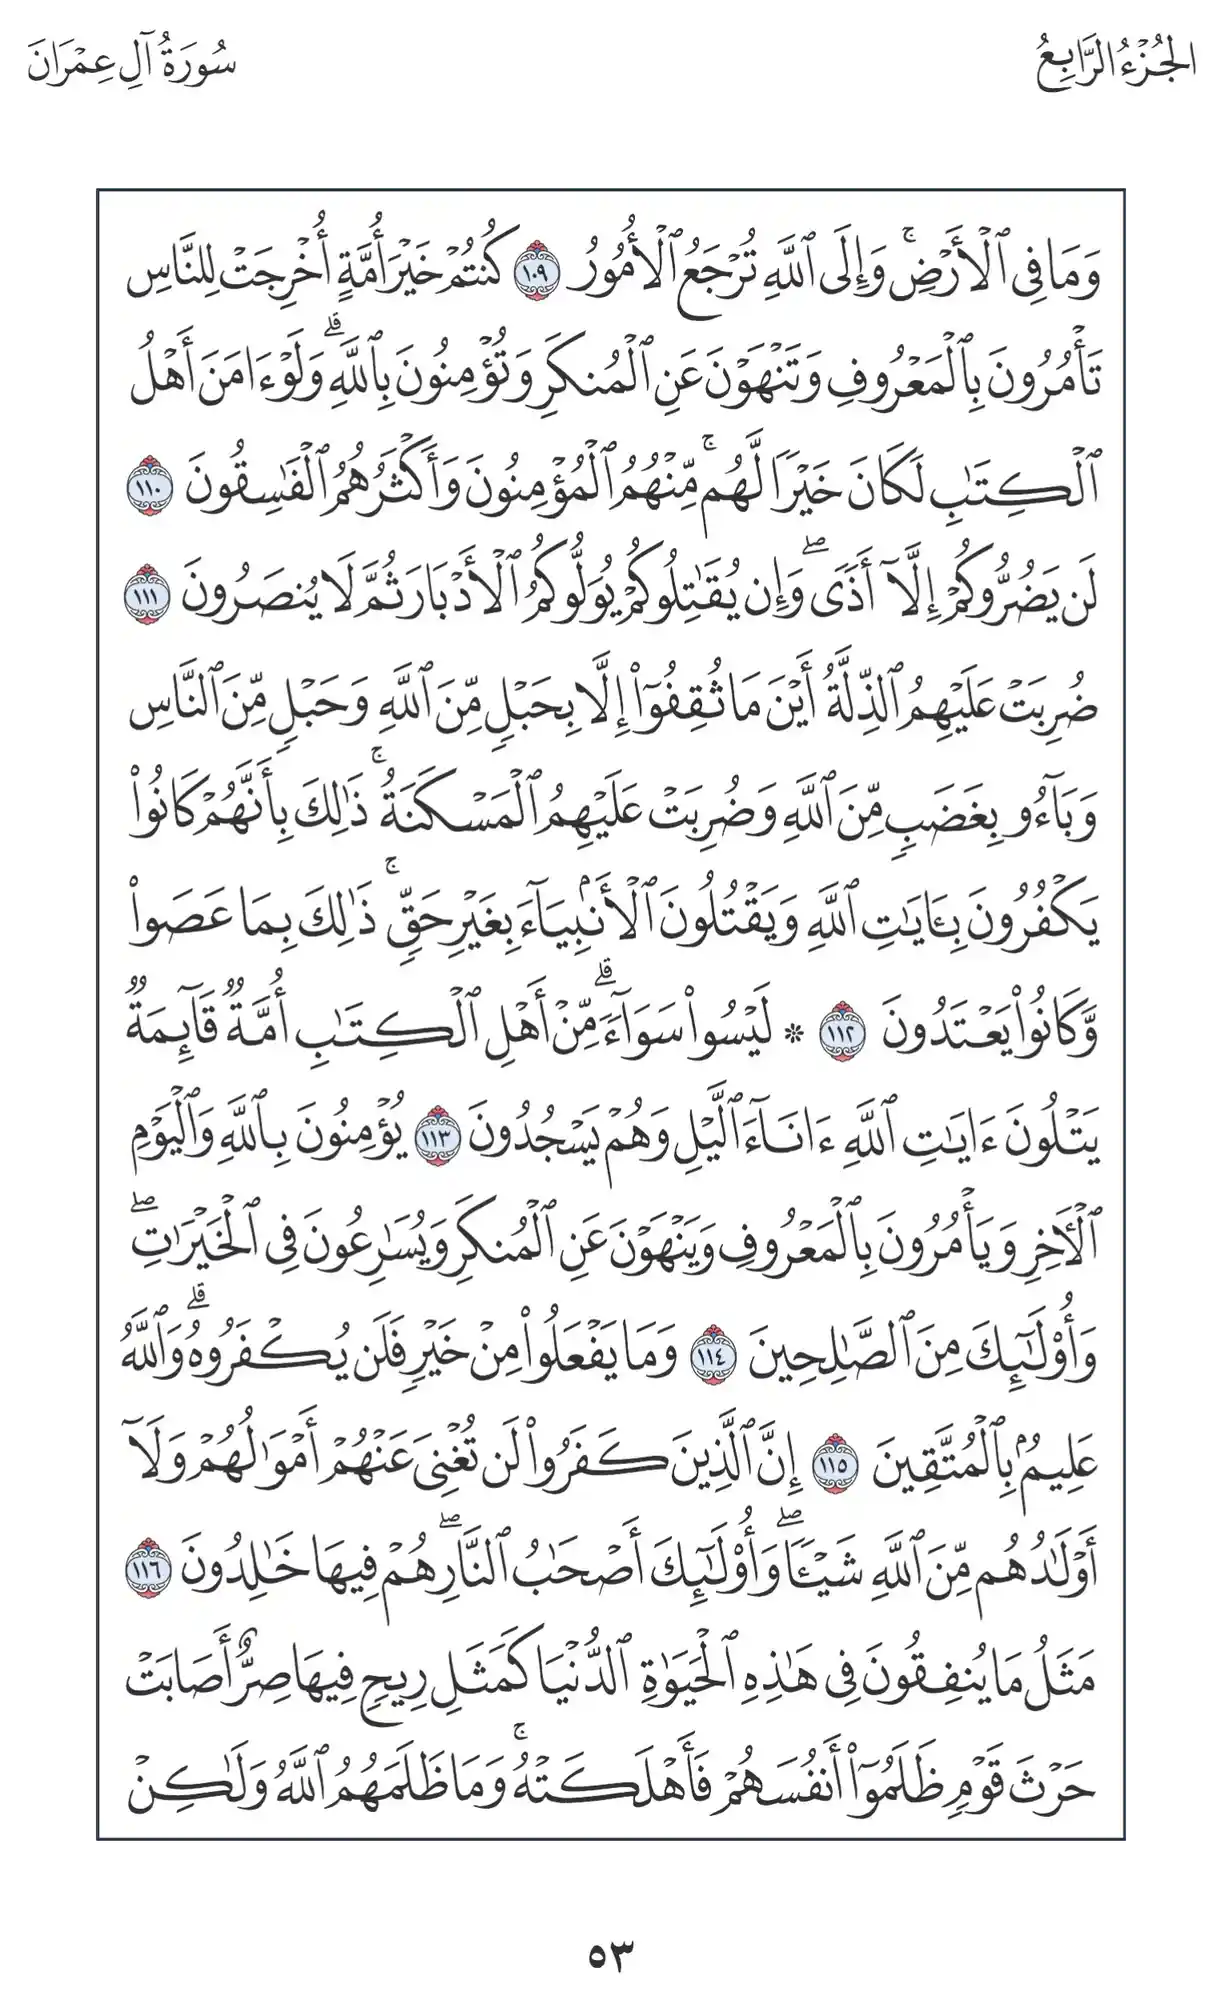 الجُزْءُ الرَّابِعُ
سُورَةُ آلِ عِمْرَانَ
وَمَا فِي ٱلْأَرْضِۚ وَإِلَى ٱللَّهِ تُرْجَعُ ٱلْأُمُورُ ١٠٩ كُنتُمْ خَيْرَ أُمَّةٍ أُخْرِجَتْ لِلنَّاسِ
تَأْمُرُونَ بِٱلْمَعْرُوفِ وَتَنْهَوْنَ عَنِ ٱلْمُنكَرِ وَتُؤْمِنُونَ بِٱللَّهِۗ وَلَوْ ءَامَنَ أَهْلُ
ٱلْكِتَٰبِ لَكَانَ خَيْرًا لَّهُمۚ مِّنْهُمُ ٱلْمُؤْمِنُونَ وَأَكْثَرُهُمُ ٱلْفَٰسِقُونَ ١١٠
لَن يَضُرُّوكُمْ إِلَّآ أَذًىۖ وَإِن يُقَٰتِلُوكُمْ يُوَلُّوكُمُ ٱلْأَدْبَارَ ثُمَّ لَا يُنصَرُونَ ١١١
ضُرِبَتْ عَلَيْهِمُ ٱلذِّلَّةُ أَيْنَ مَا ثُقِفُوٓا۟ إِلَّا بِحَبْلٍ مِّنَ ٱللَّهِ وَحَبْلٍ مِّنَ ٱلنَّاسِ
وَبَآءُو بِغَضَبٍ مِّنَ ٱللَّهِ وَضُرِبَتْ عَلَيْهِمُ ٱلْمَسْكَنَةُۚ ذَٰلِكَ بِأَنَّهُمْ كَانُوا۟
يَكْفُرُونَ بِـَٔايَٰتِ ٱللَّهِ وَيَقْتُلُونَ ٱلْأَنۢبِيَآءَ بِغَيْرِ حَقٍّۚ ذَٰلِكَ بِمَا عَصَوا۟
وَّكَانُوا۟ يَعْتَدُونَ ١١٢ ۞ لَيْسُوا۟ سَوَآءًۗ مِّنْ أَهْلِ ٱلْكِتَٰبِ أُمَّةٌ قَآئِمَةٌ
يَتْلُونَ ءَايَٰتِ ٱللَّهِ ءَانَآءَ ٱلَّيْلِ وَهُمْ يَسْجُدُونَ ١١٣ يُؤْمِنُونَ بِٱللَّهِ وَٱلْيَوْمِ
ٱلْـَٔاخِرِ وَيَأْمُرُونَ بِٱلْمَعْرُوفِ وَيَنْهَوْنَ عَنِ ٱلْمُنكَرِ وَيُسَٰرِعُونَ فِي ٱلْخَيْرَٰتِۖ
وَأُو۟لَٰٓئِكَ مِنَ ٱلصَّٰلِحِينَ ١١٤ وَمَا يَفْعَلُوا۟ مِنْ خَيْرٍ فَلَن يُكْفَرُوهُۗ وَٱللَّهُ
عَلِيمٌۢ بِٱلْمُتَّقِينَ ١١٥ إِنَّ ٱلَّذِينَ كَفَرُوا۟ لَن تُغْنِيَ عَنْهُمْ أَمْوَٰلُهُمْ وَلَآ
أَوْلَٰدُهُم مِّنَ ٱللَّهِ شَيْـًٔاۖ وَأُو۟لَٰٓئِكَ أَصْحَٰبُ ٱلنَّارِۖ هُمْ فِيهَا خَٰلِدُونَ ١١٦
مَثَلُ مَا يُنفِقُونَ فِي هَٰذِهِ ٱلْحَيَوٰةِ ٱلدُّنْيَا كَمَثَلِ رِيحٍ فِيهَا صِرٌّ أَصَابَتْ
حَرْثَ قَوْمٍ ظَلَمُوٓا۟ أَنفُسَهُمْ فَأَهْلَكَتْهُۚ وَمَا ظَلَمَهُمُ ٱللَّهُ وَلَٰكِنْ
٥٣